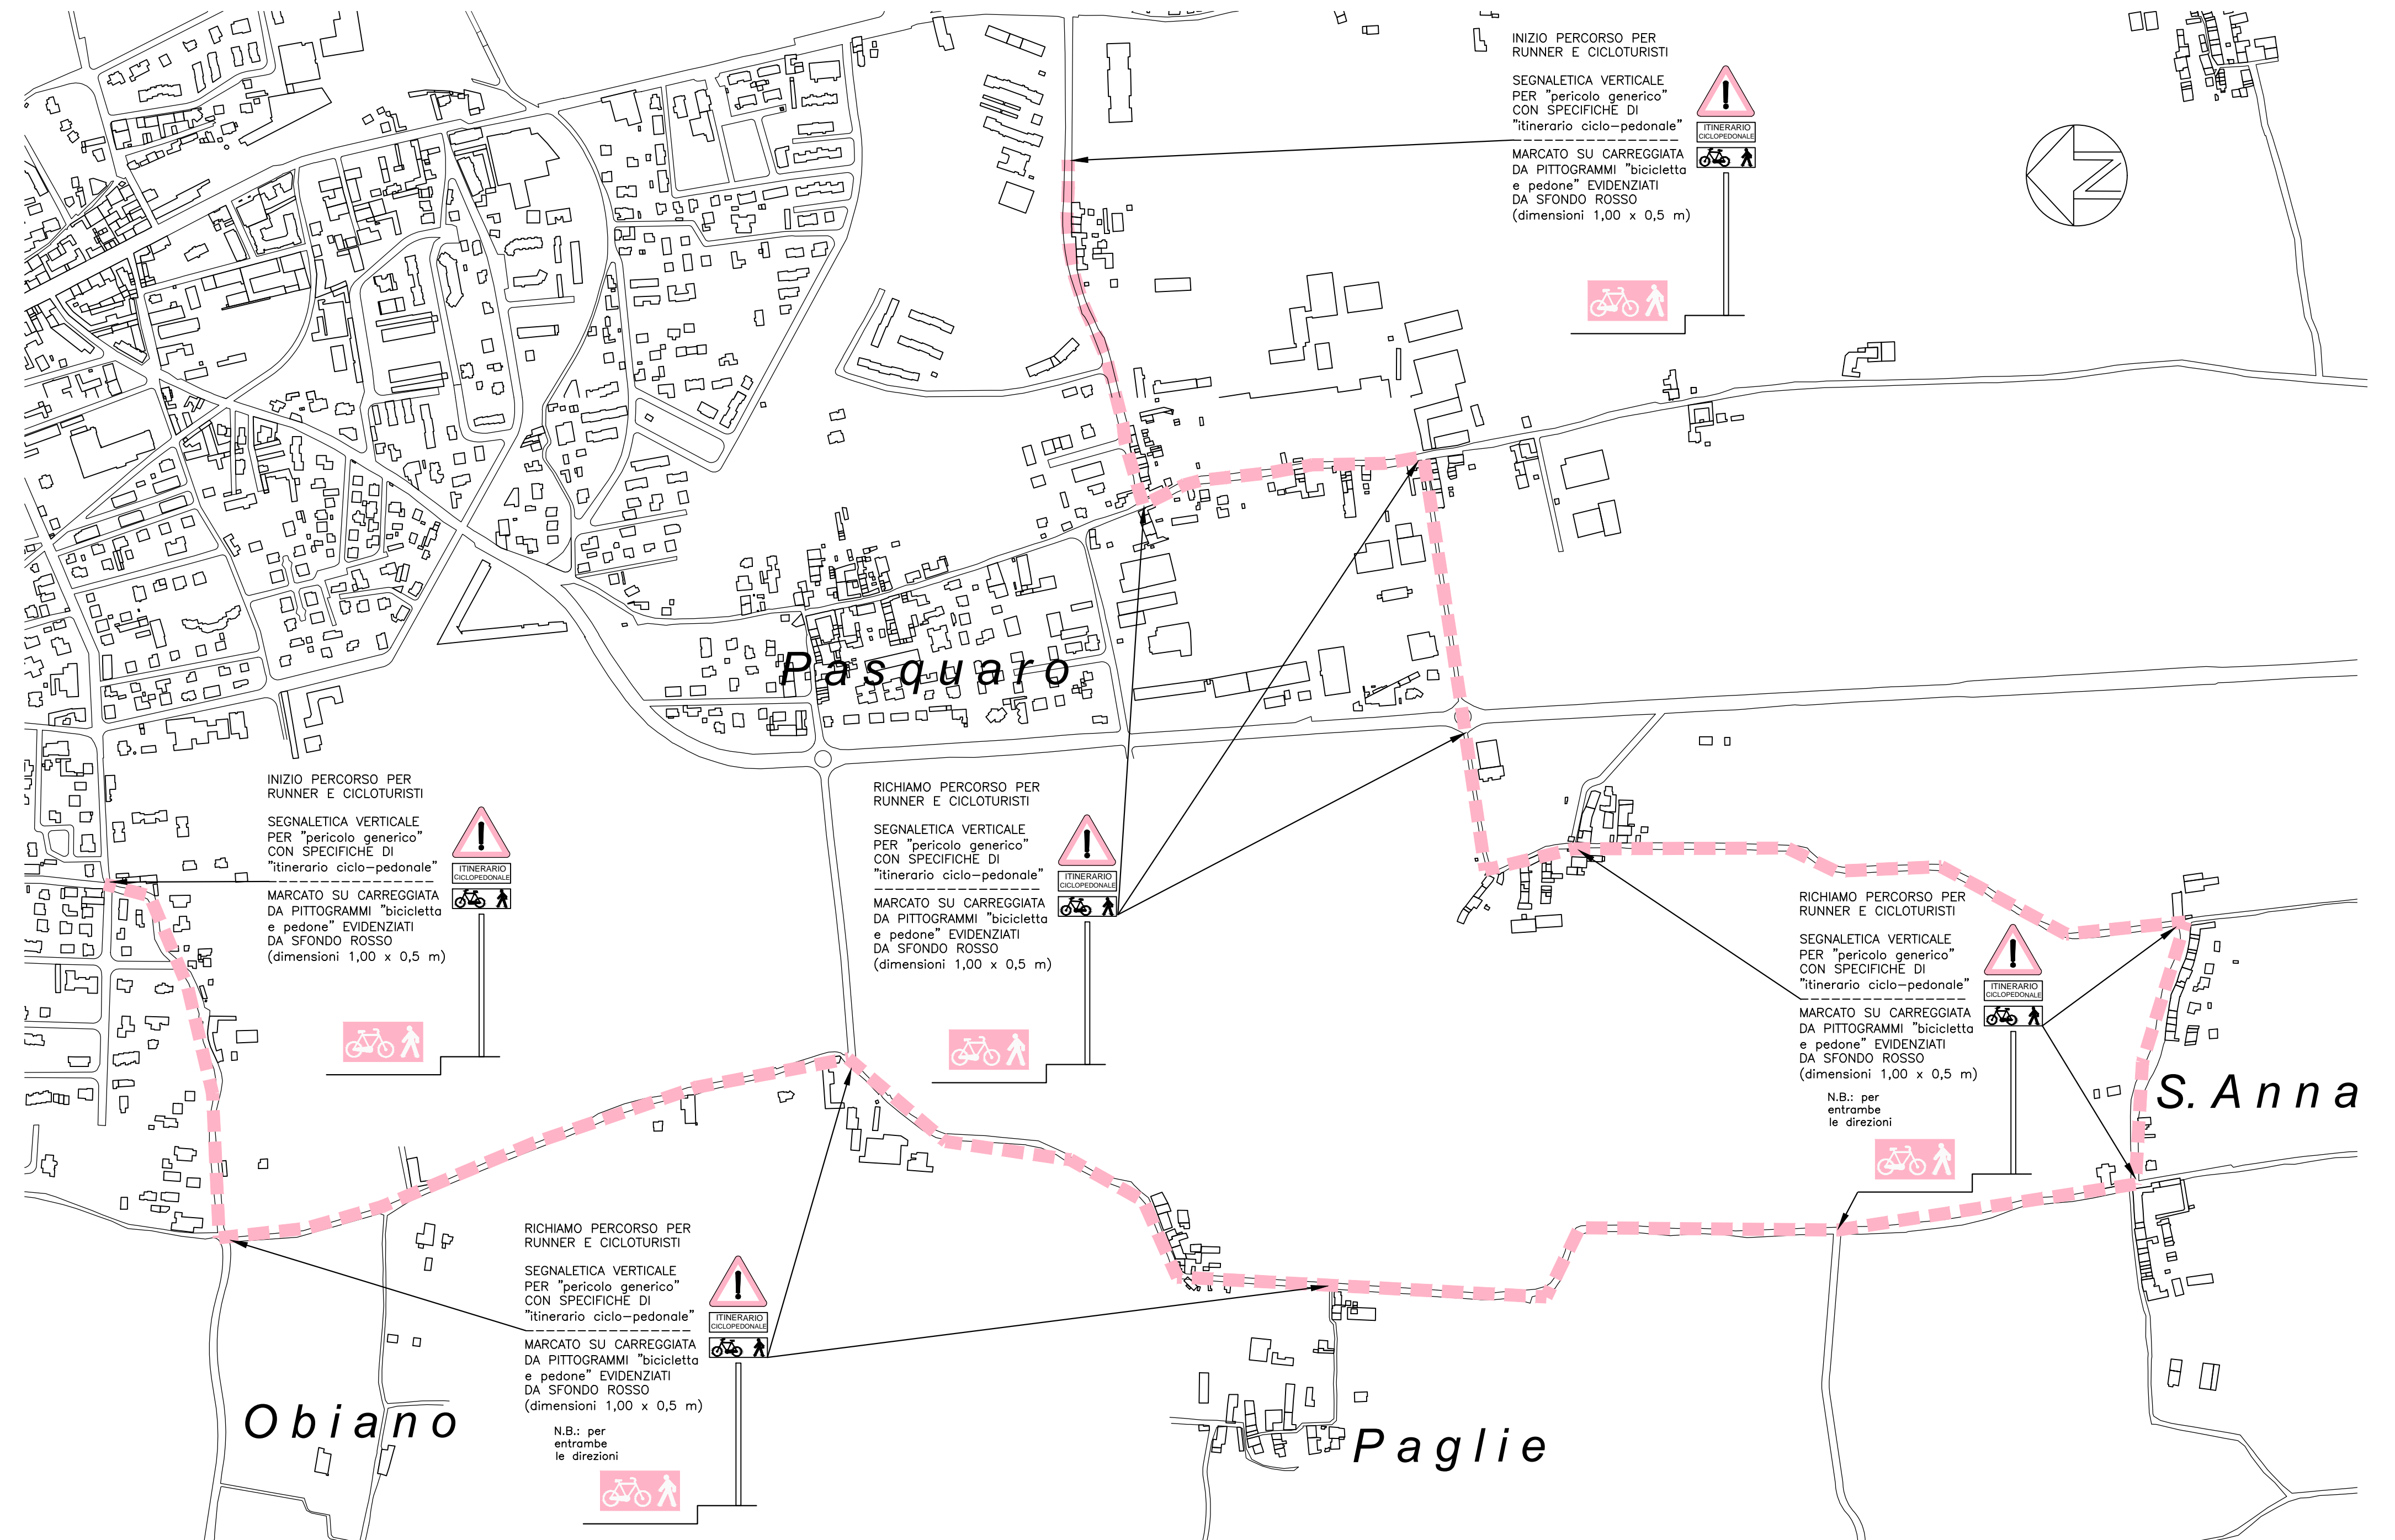 INIZIO PERCORSO PER
RUNNER E CICLOTURISTI
SEGNALETICA VERTICALE
PER "pericolo generico"
CON SPECIFICHE DI
"itinerario ciclo-pedonale"
MARCATO SU CARREGGIATA
DA PITTOGRAMMI "bicicletta
e pedone" EVIDENZIATI
DA SFONDO ROSSO
(dimensioni 1,00 x 0,5 m)
ITINERARIO
CICLOPEDONALE
N
Pasquaro
INIZIO PERCORSO PER
RUNNER E CICLOTURISTI
SEGNALETICA VERTICALE
PER "pericolo generico"
CON SPECIFICHE DI
"itinerario ciclo-pedonale"
MARCATO SU CARREGGIATA
DA PITTOGRAMMI "bicicletta
e pedone" EVIDENZIATI
DA SFONDO ROSSO
(dimensioni 1,00 x 0,5 m)
ITINERARIO
CICLOPEDONALE
RICHIAMO PERCORSO PER
RUNNER E CICLOTURISTI
SEGNALETICA VERTICALE
PER "pericolo generico"
CON SPECIFICHE DI
"itinerario ciclo-pedonale"
MARCATO SU CARREGGIATA
DA PITTOGRAMMI "bicicletta
e pedone" EVIDENZIATI
DA SFONDO ROSSO
(dimensioni 1,00 x 0,5 m)
ITINERARIO
CICLOPEDONALE
RICHIAMO PERCORSO PER
RUNNER E CICLOTURISTI
SEGNALETICA VERTICALE
PER "pericolo generico"
CON SPECIFICHE DI
"itinerario ciclo-pedonale"
MARCATO SU CARREGGIATA
DA PITTOGRAMMI "bicicletta
e pedone" EVIDENZIATI
DA SFONDO ROSSO
(dimensioni 1,00 x 0,5 m)
N.B.: per
entrambe
le direzioni
ITINERARIO
CICLOPEDONALE
S. Anna
RICHIAMO PERCORSO PER
RUNNER E CICLOTURISTI
SEGNALETICA VERTICALE
PER "pericolo generico"
CON SPECIFICHE DI
"itinerario ciclo-pedonale"
MARCATO SU CARREGGIATA
DA PITTOGRAMMI "bicicletta
e pedone" EVIDENZIATI
DA SFONDO ROSSO
(dimensioni 1,00 x 0,5 m)
N.B.: per
entrambe
le direzioni
ITINERARIO
CICLOPEDONALE
Obiano
Paglie